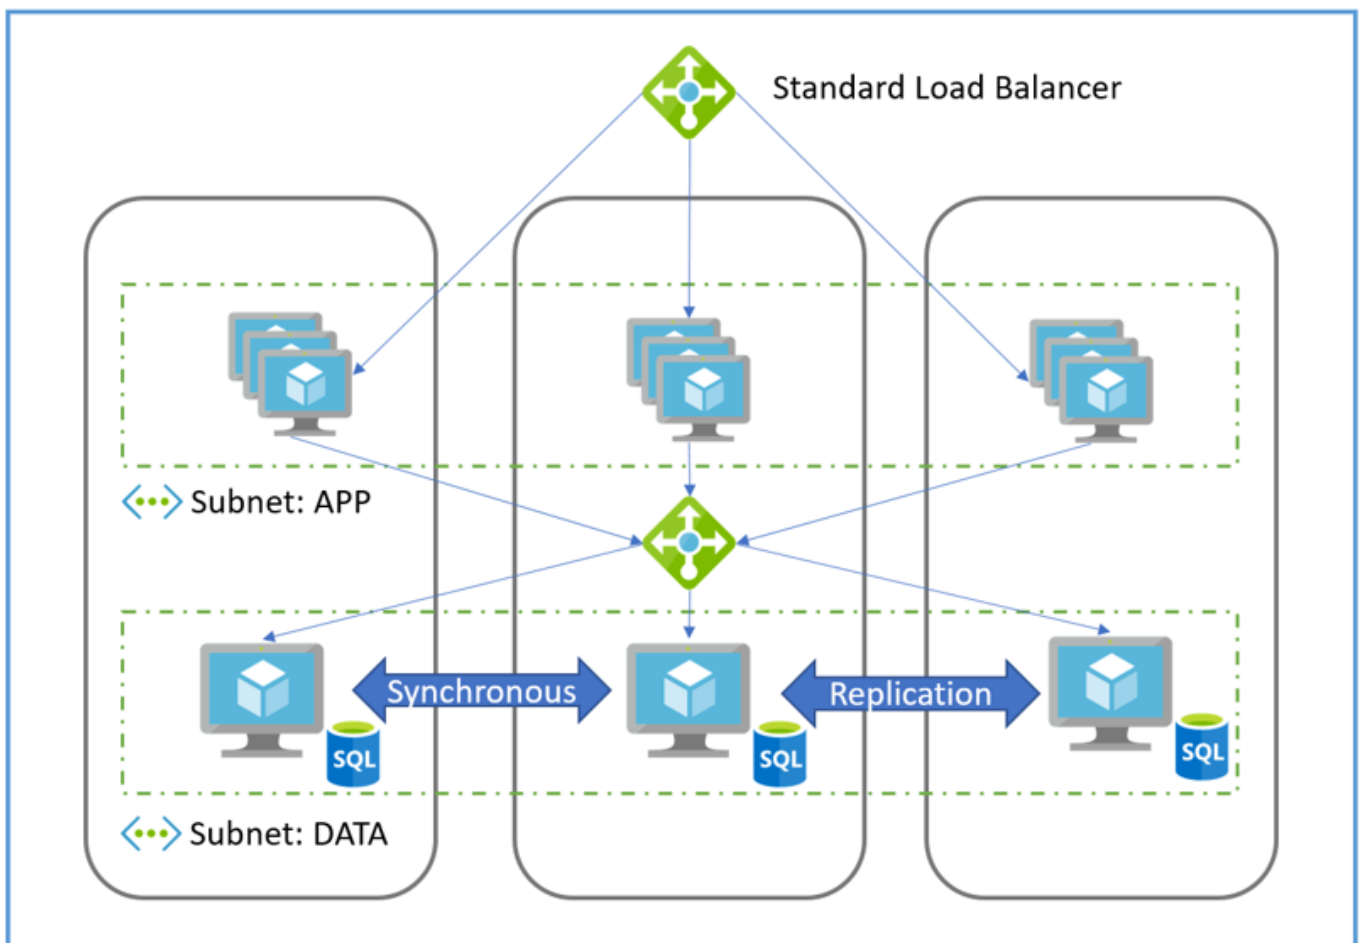 Standard Load Balancer
Subnet: APP
Synchronous
Replication
SQL
SQL
SQL
Subnet: DATA